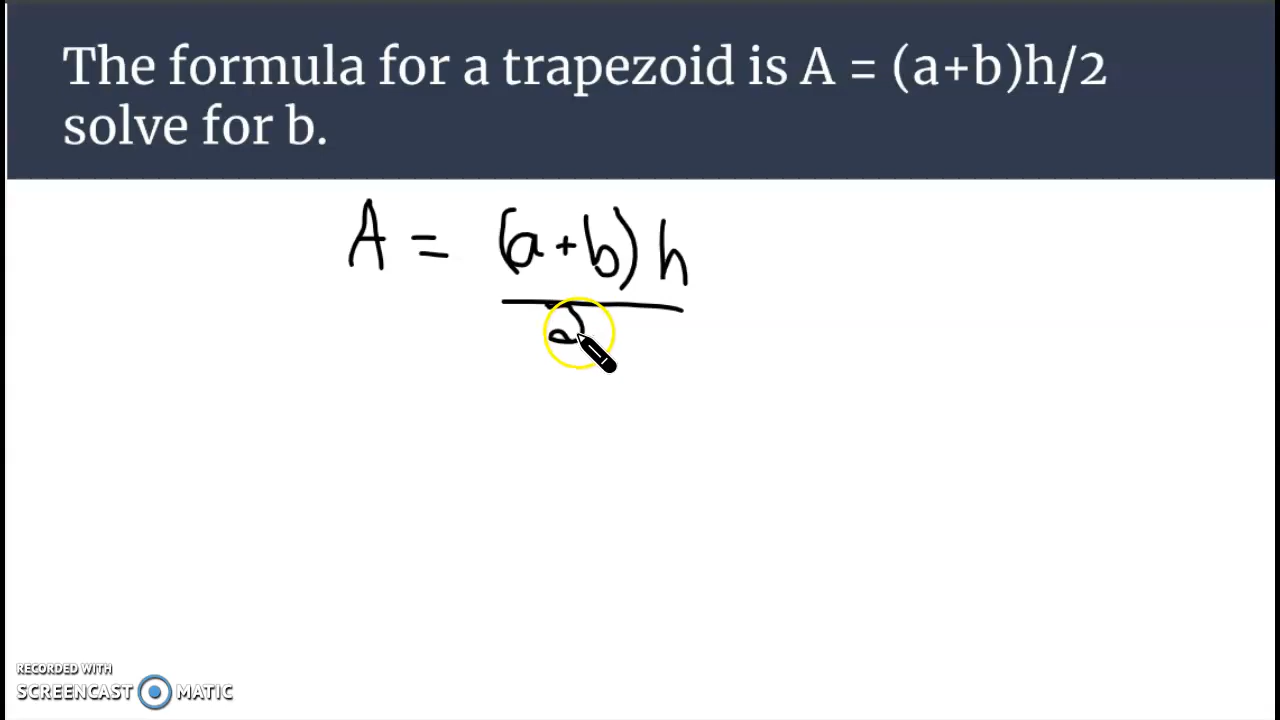 The formula for a trapezoid is A = (a+b)h/2
solve for b.
A = (a+b)h
2
RECORDED WITH
SCREENCAST MATIC